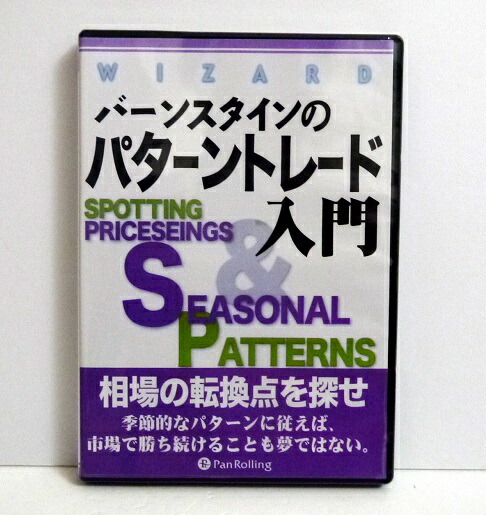 WIZARD
バーンスタインの
パターントレード
入門
SPOTTING
PRICESEINGS
&
SEASONAL
PATTERNS
相場の転換点を探せ
季節的なパターンに従えば、
市場で勝ち続けることも夢ではない。
PanRolling